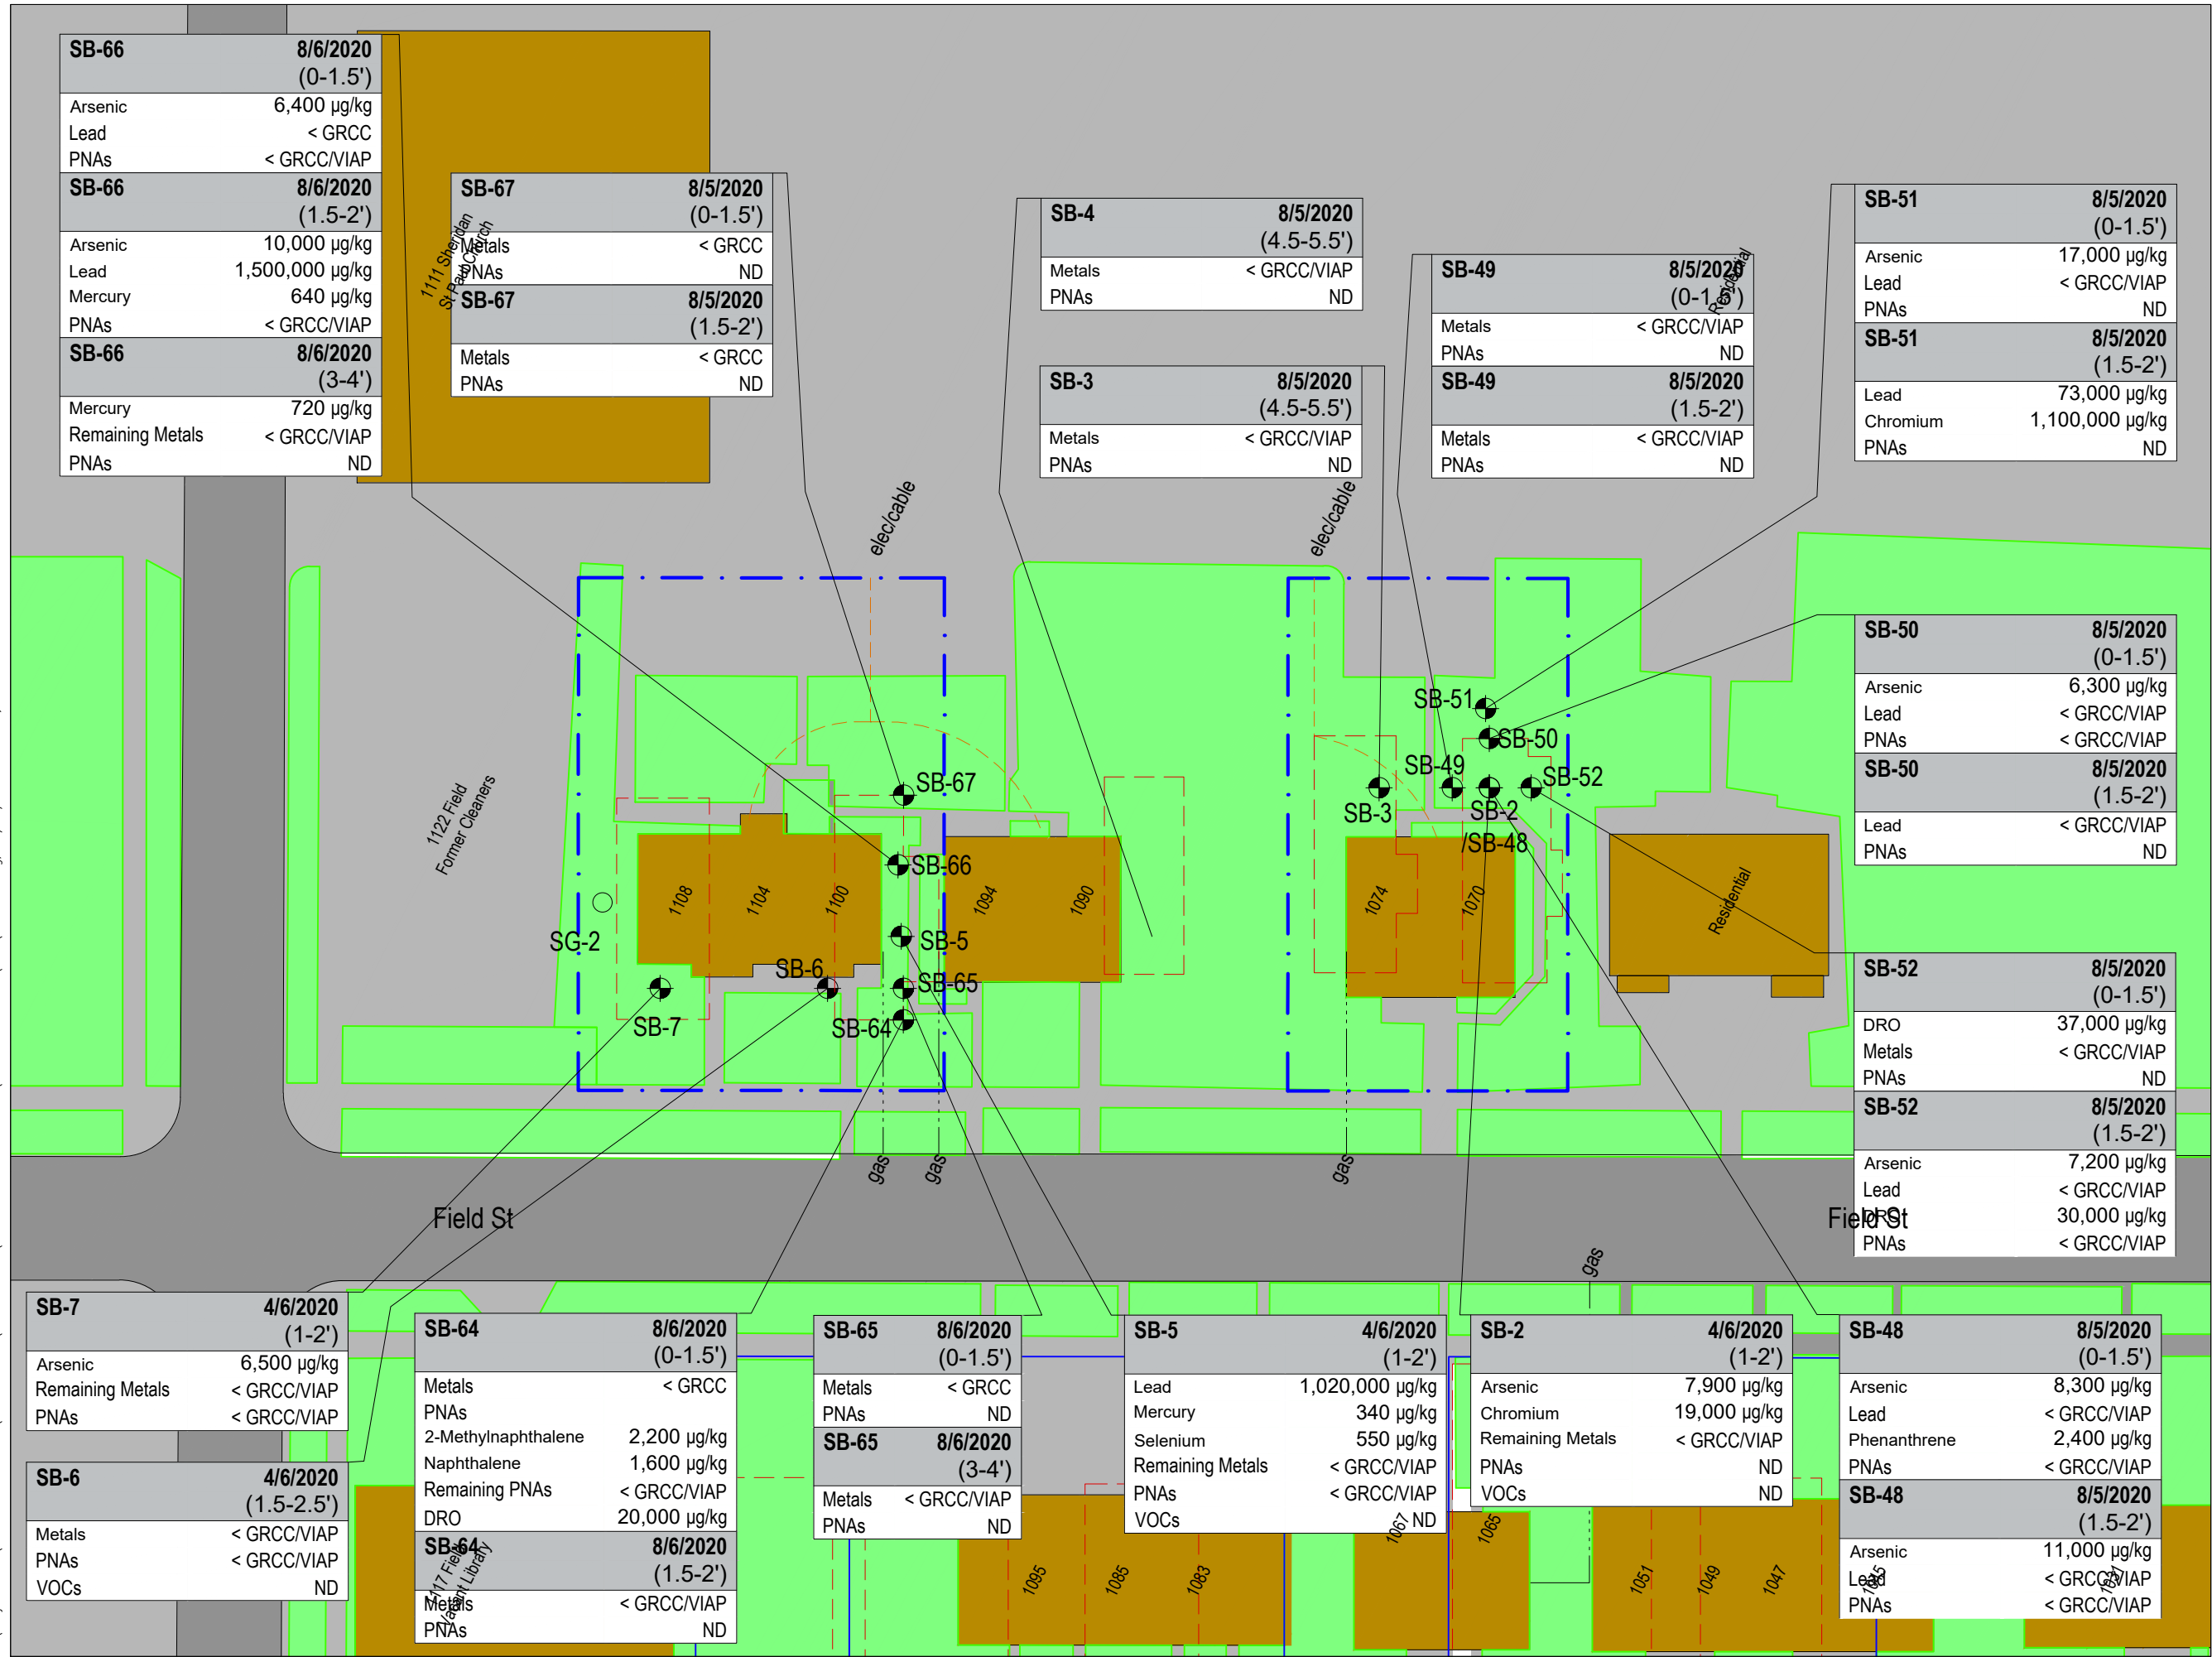 SB-66 8/6/2020
(0-1.5')
Arsenic 6,400 µg/kg
Lead < GRCC
PNAs < GRCC/VIAP
SB-66 8/6/2020
(1.5-2')
Arsenic 10,000 µg/kg
Lead 1,500,000 µg/kg
Mercury 640 µg/kg
PNAs < GRCC/VIAP
SB-66 8/6/2020
(3-4')
Mercury 720 µg/kg
Remaining Metals < GRCC/VIAP
PNAs ND
1111 Sheridan
St Paul Church
SB-67 8/5/2020
(0-1.5')
Metals < GRCC
PNAs ND
SB-67 8/5/2020
(1.5-2')
Metals < GRCC
PNAs ND
SB-4 8/5/2020
(4.5-5.5')
Metals < GRCC/VIAP
PNAs ND
SB-3 8/5/2020
(4.5-5.5')
Metals < GRCC/VIAP
PNAs ND
SB-49 8/5/2020
(0-1.5')
Metals < GRCC/VIAP
PNAs ND
SB-49 8/5/2020
(1.5-2')
Metals < GRCC/VIAP
PNAs ND
Residential
SB-51 8/5/2020
(0-1.5')
Arsenic 17,000 µg/kg
Lead < GRCC/VIAP
PNAs ND
SB-51 8/5/2020
(1.5-2')
Lead 73,000 µg/kg
Chromium 1,100,000 µg/kg
PNAs ND
elec/cable
elec/cable
SB-50 8/5/2020
(0-1.5')
Arsenic 6,300 µg/kg
Lead < GRCC/VIAP
PNAs < GRCC/VIAP
SB-50 8/5/2020
(1.5-2')
Lead < GRCC/VIAP
PNAs ND
SB-51
SB-50
SB-49
SB-52
SB-67
SB-3
SB-2
/SB-48
1122 Field
Former Cleaners
SB-66
1108
1104
1100
1094
1090
1074
1070
Residential
SG-2
SB-5
SB-6
SB-65
SB-7
SB-64
SB-52 8/5/2020
(0-1.5')
DRO 37,000 µg/kg
Metals < GRCC/VIAP
PNAs ND
SB-52 8/5/2020
(1.5-2')
Arsenic 7,200 µg/kg
Lead < GRCC/VIAP
DRO 30,000 µg/kg
PNAs < GRCC/VIAP
gas
gas
gas
Field St
Field St
gas
SB-7 4/6/2020
(1-2')
Arsenic 6,500 µg/kg
Remaining Metals < GRCC/VIAP
PNAs < GRCC/VIAP
SB-6 4/6/2020
(1.5-2.5')
Metals < GRCC/VIAP
PNAs < GRCC/VIAP
VOCs ND
SB-64 8/6/2020
(0-1.5')
Metals < GRCC
PNAs
2-Methylnaphthalene 2,200 µg/kg
Naphthalene 1,600 µg/kg
Remaining PNAs < GRCC/VIAP
DRO 20,000 µg/kg
SB-64 8/6/2020
(1.5-2')
Metals < GRCC/VIAP
PNAs ND
1117 Field
Vacant Library
SB-65 8/6/2020
(0-1.5')
Metals < GRCC
PNAs ND
SB-65 8/6/2020
(3-4')
Metals < GRCC/VIAP
PNAs ND
SB-5 4/6/2020
(1-2')
Lead 1,020,000 µg/kg
Mercury 340 µg/kg
Selenium 550 µg/kg
Remaining Metals < GRCC/VIAP
PNAs < GRCC/VIAP
VOCs ND
SB-2 4/6/2020
(1-2')
Arsenic 7,900 µg/kg
Chromium 19,000 µg/kg
Remaining Metals < GRCC/VIAP
PNAs ND
VOCs ND
SB-48 8/5/2020
(0-1.5')
Arsenic 8,300 µg/kg
Lead < GRCC/VIAP
Phenanthrene 2,400 µg/kg
PNAs < GRCC/VIAP
SB-48 8/5/2020
(1.5-2')
Arsenic 11,000 µg/kg
Lead < GRCC/VIAP
PNAs < GRCC/VIAP
1095
1085
1083
1067
1065
1051
1049
1047